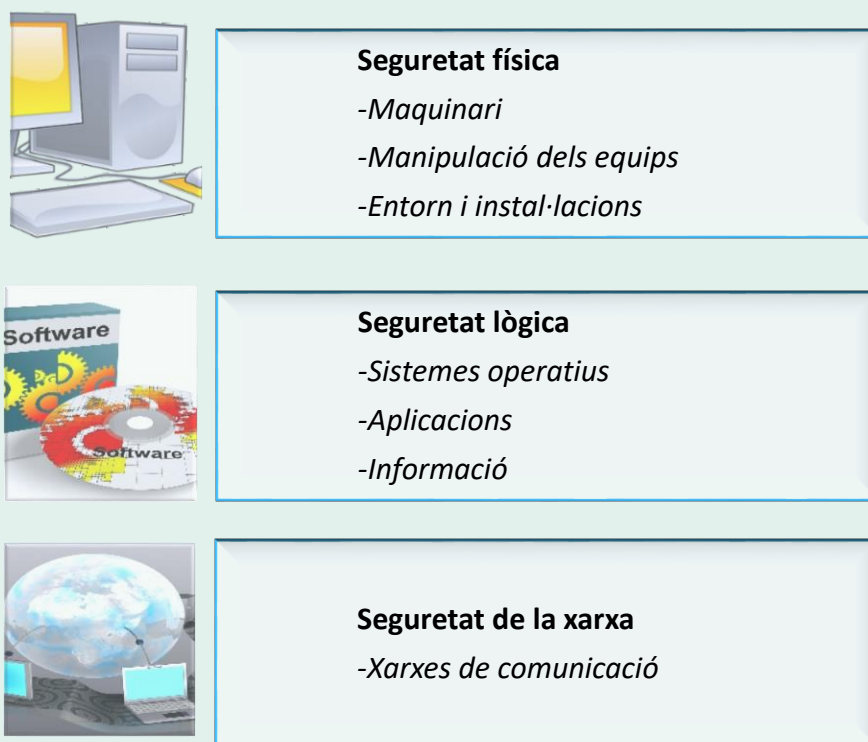 Seguretat física
-Maquinari
-Manipulació dels equips
-Entorn i instal·lacions
Software
Software
Seguretat lògica
-Sistemes operatius
-Aplicacions
-Informació
Seguretat de la xarxa
-Xarxes de comunicació